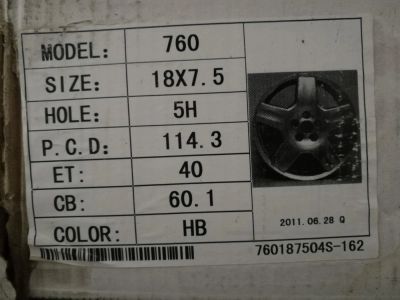 MODEL: 760
SIZE: 18X7.5
HOLE: 5H
P.C.D: 114.3
ET: 40
CB: 60.1
COLOR: HB
2011.06.28 Q
760187504S-162